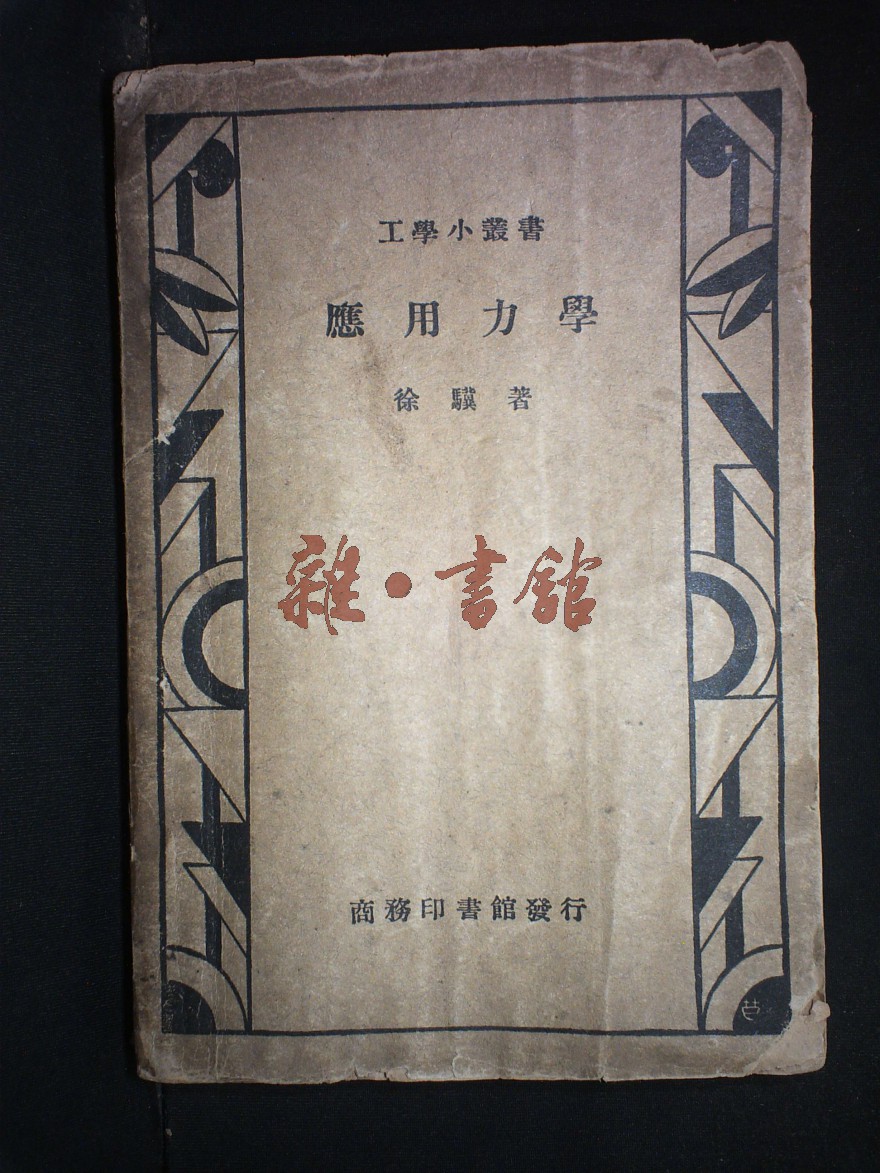 工學小叢書
應用力學
徐驥著
雜·書館
商務印書館發行